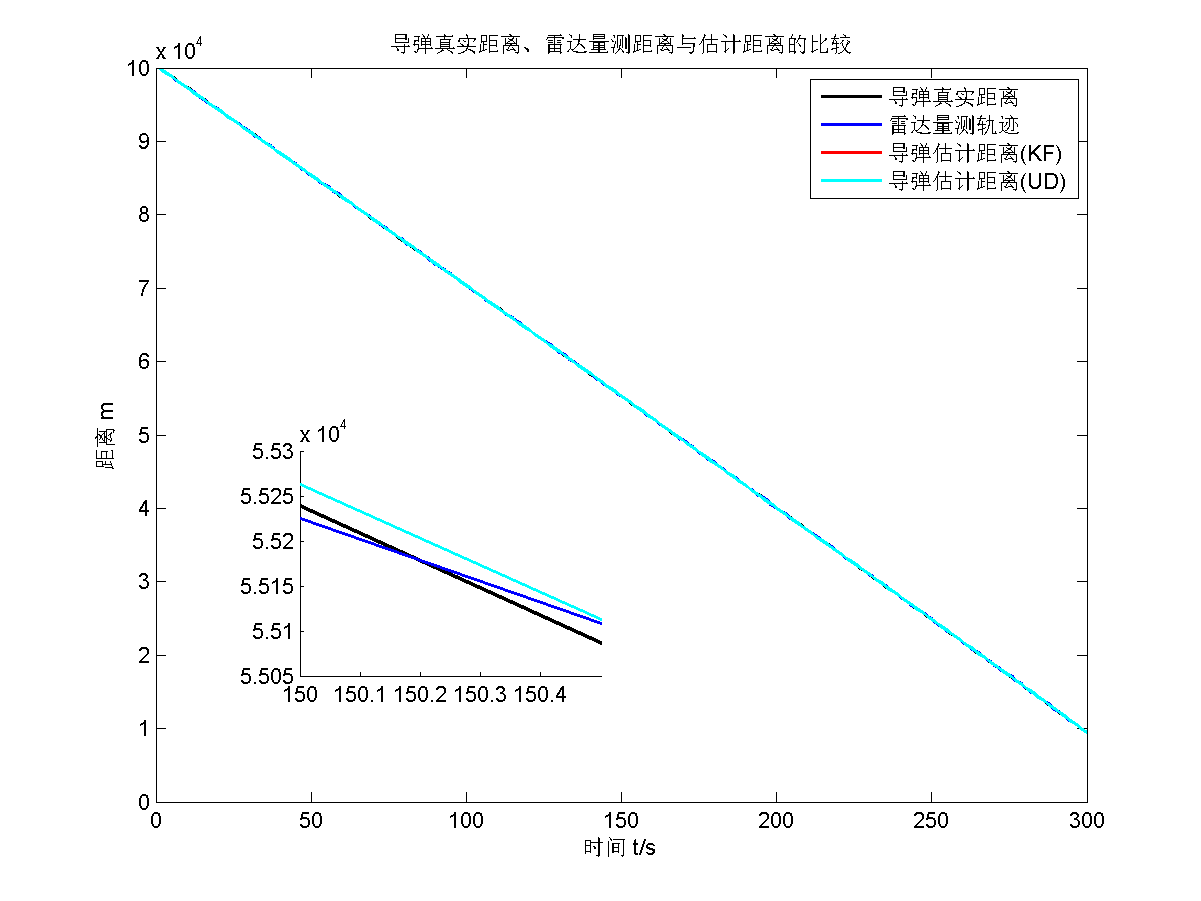 导弹真实距离、雷达量测距离与估计距离的比较
x 10^4
10
9
8
7
6
5
4
3
2
1
0
距离 m
导弹真实距离
雷达量测轨迹
导弹估计距离(KF)
导弹估计距离(UD)
x 10^4
5.53
5.525
5.52
5.515
5.51
5.505
150 150.1 150.2 150.3 150.4
0 50 100 150 200 250 300
时间 t/s